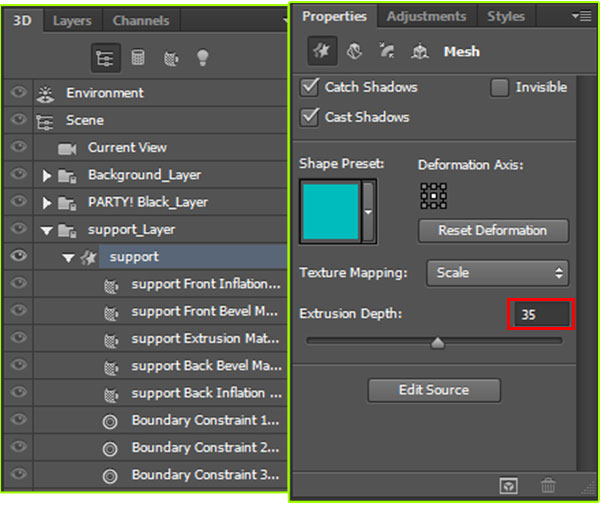 3D Layers Channels
Environment
Scene
Current View
Background_Layer
PARTY! Black_Layer
support_Layer
support
support Front Inflation...
support Front Bevel M...
support Extrusion Mat...
support Back Bevel Ma...
support Back Inflation ...
Boundary Constraint 1...
Boundary Constraint 2...
Boundary Constraint 3...
Properties Adjustments Styles
Mesh
Catch Shadows Invisible
Cast Shadows
Shape Preset: Deformation Axis:
Reset Deformation
Texture Mapping: Scale
Extrusion Depth: 35
Edit Source